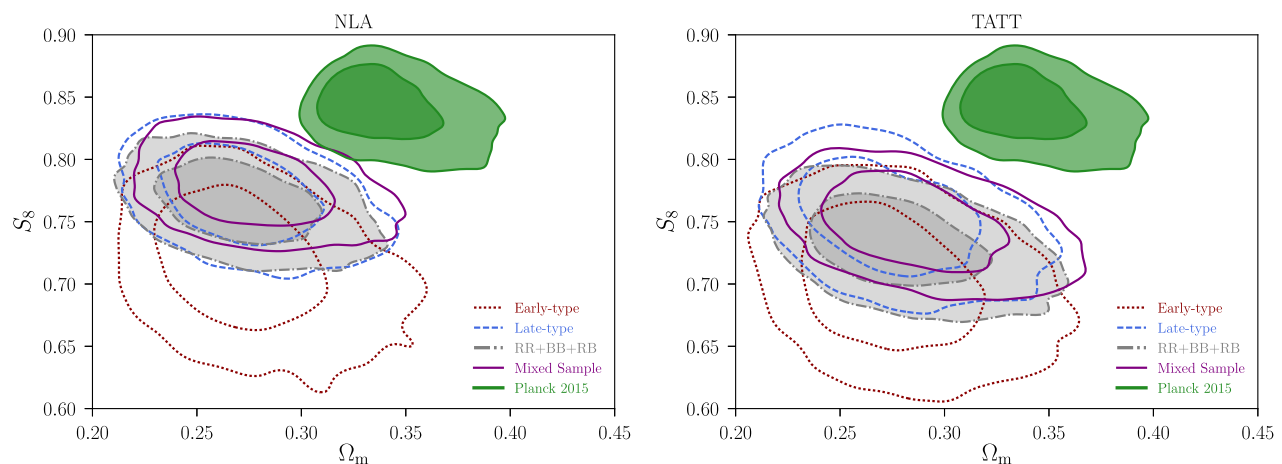 NLA
0.90
0.85
0.80
0.75
0.70
0.65
0.60
S8
0.20 0.25 0.30 0.35 0.40 0.45
Ωm
Early-type
Late-type
RR+BB+RB
Mixed Sample
Planck 2015
TATT
0.90
0.85
0.80
0.75
0.70
0.65
0.60
S8
0.20 0.25 0.30 0.35 0.40 0.45
Ωm
Early-type
Late-type
RR+BB+RB
Mixed Sample
Planck 2015